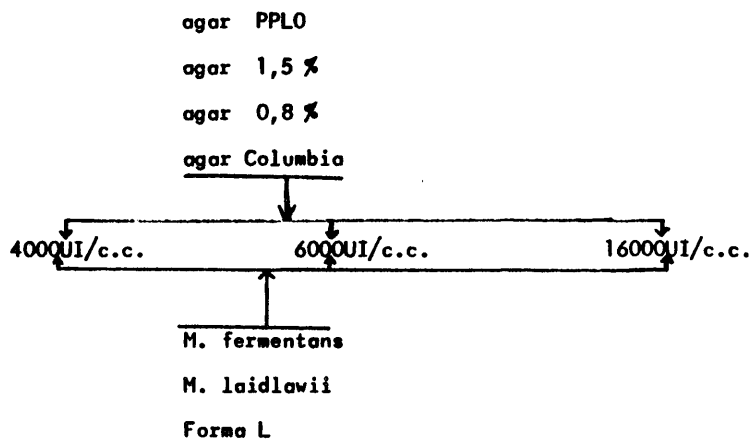 agar PPLO
agar 1,5 %
agar 0,8 %
agar Columbia
4000UI/c.c. 6000UI/c.c. 16000UI/c.c.
M. fermentans
M. laidlawii
Forma L